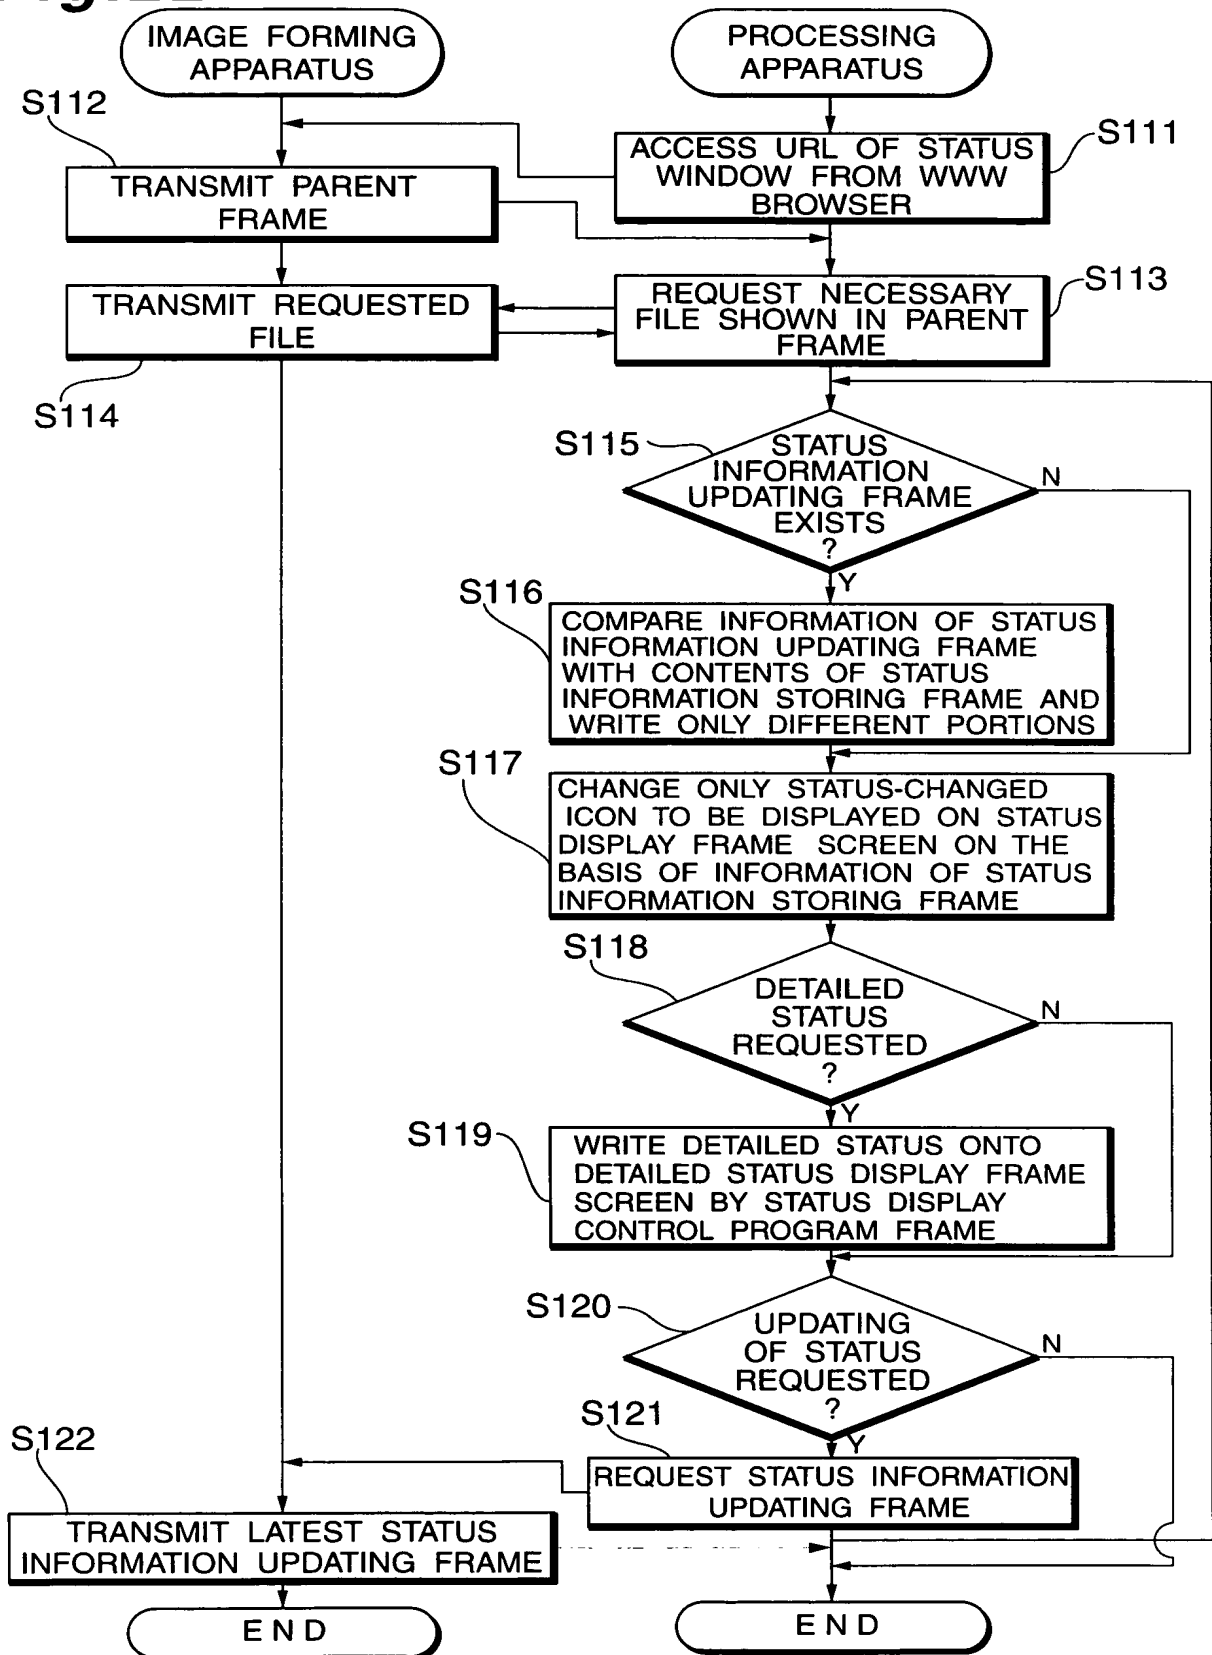 IMAGE FORMING
APPARATUS
PROCESSING
APPARATUS
S112
S111
ACCESS URL OF STATUS
WINDOW FROM WWW
BROWSER
TRANSMIT PARENT
FRAME
S113
REQUEST NECESSARY
FILE SHOWN IN PARENT
FRAME
TRANSMIT REQUESTED
FILE
S114
S115
STATUS
INFORMATION
UPDATING FRAME
EXISTS
?
N
Y
S116
COMPARE INFORMATION OF STATUS
INFORMATION UPDATING FRAME
WITH CONTENTS OF STATUS
INFORMATION STORING FRAME AND
WRITE ONLY DIFFERENT PORTIONS
S117
CHANGE ONLY STATUS-CHANGED
ICON TO BE DISPLAYED ON STATUS
DISPLAY FRAME SCREEN ON THE
BASIS OF INFORMATION OF STATUS
INFORMATION STORING FRAME
S118
DETAILED
STATUS
REQUESTED
?
N
Y
S119
WRITE DETAILED STATUS ONTO
DETAILED STATUS DISPLAY FRAME
SCREEN BY STATUS DISPLAY
CONTROL PROGRAM FRAME
S120
UPDATING
OF STATUS
REQUESTED
?
N
Y
S121
REQUEST STATUS INFORMATION
UPDATING FRAME
S122
TRANSMIT LATEST STATUS
INFORMATION UPDATING FRAME
END
END